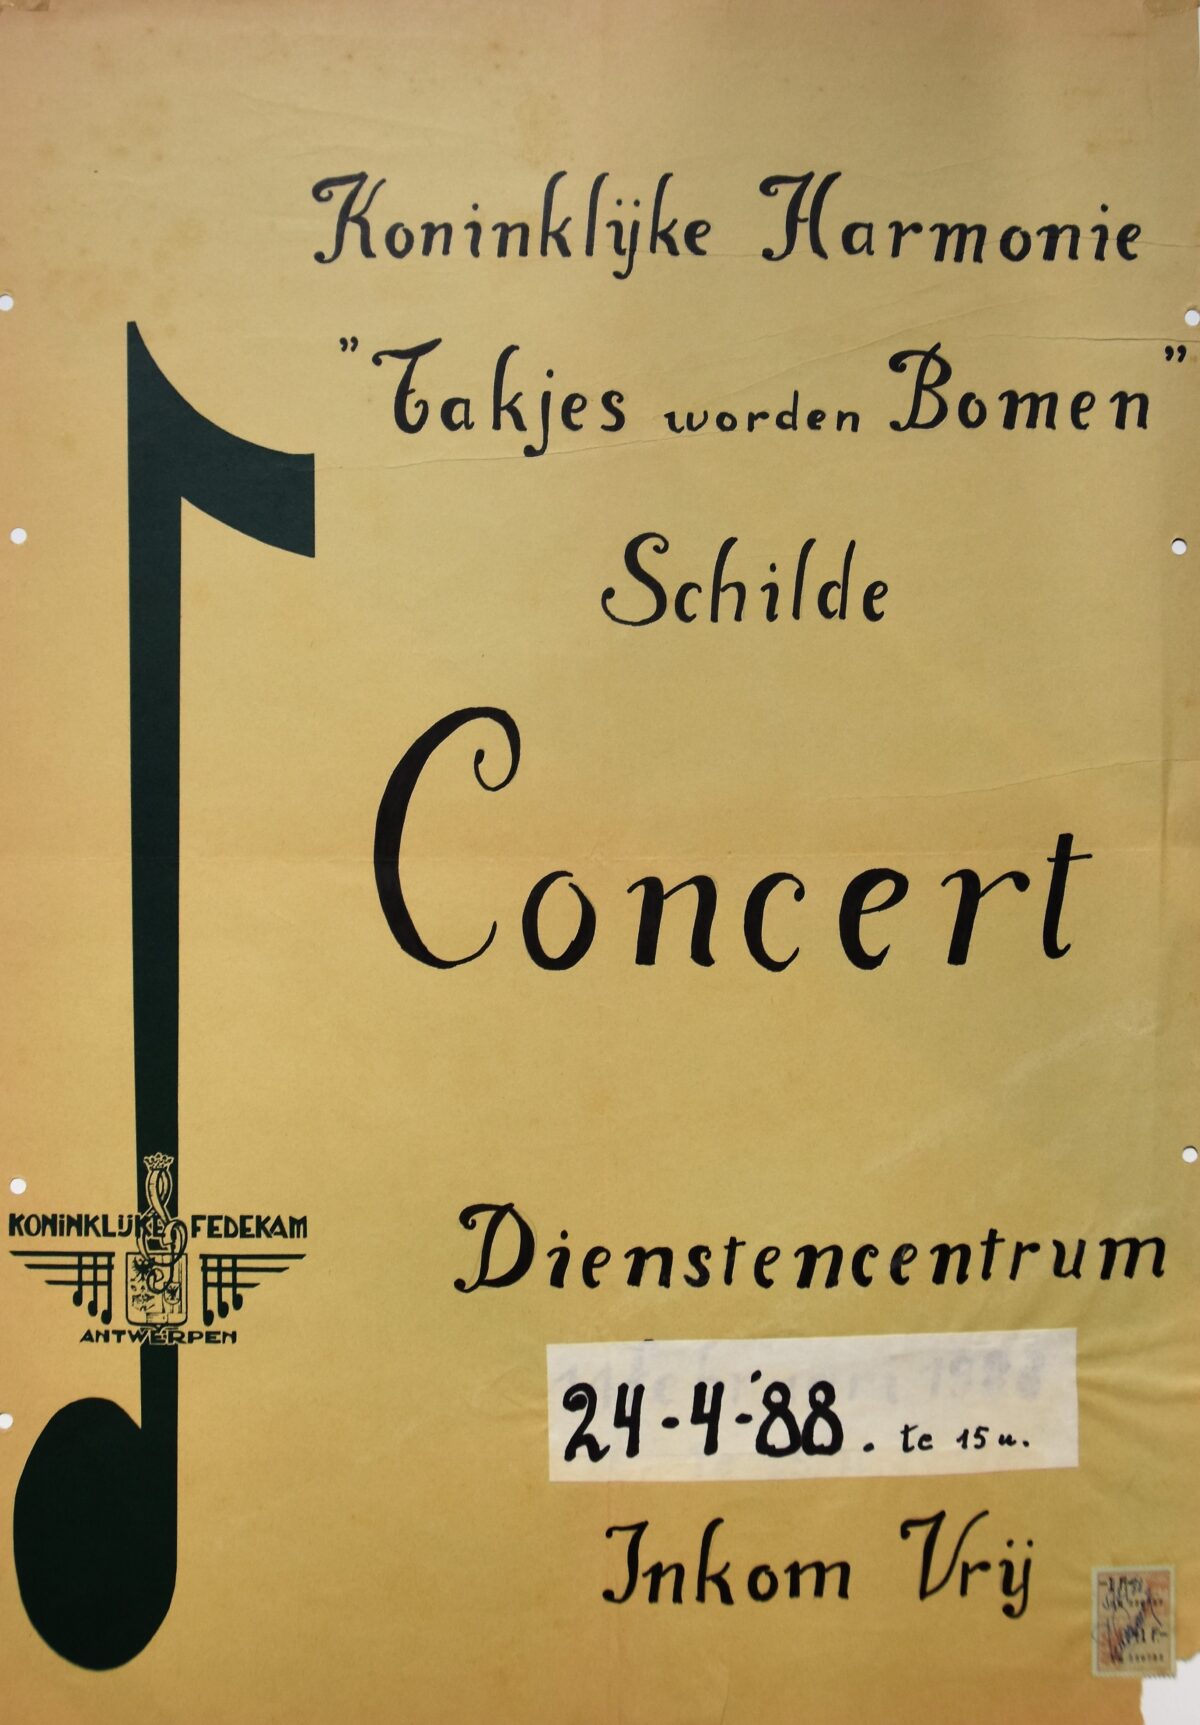 Koninklijke Harmonie
"Takjes worden Bomen"
Schilde
Concert
KONINKLIJKE FEDEKAM
ANTWERPEN
Dienstencentrum
24-4-'88. te 15u.
Inkom Vrij